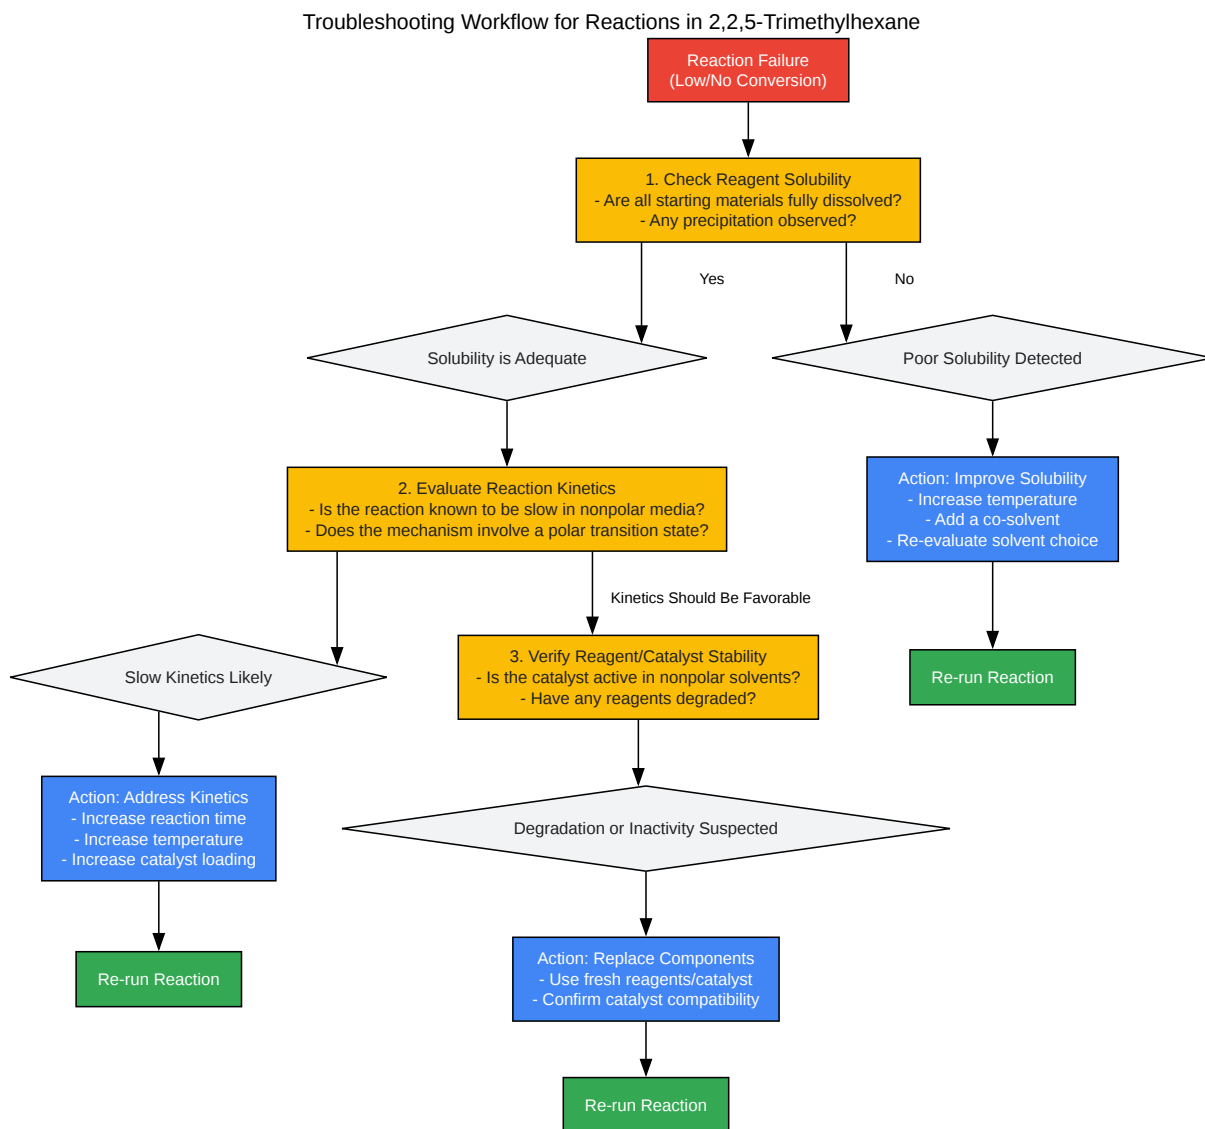 Troubleshooting Workflow for Reactions in 2,2,5-Trimethylhexane
Reaction Failure
(Low/No Conversion)
1. Check Reagent Solubility
- Are all starting materials fully dissolved?
- Any precipitation observed?
Yes
No
Solubility is Adequate
Poor Solubility Detected
2. Evaluate Reaction Kinetics
- Is the reaction known to be slow in nonpolar media?
- Does the mechanism involve a polar transition state?
Action: Improve Solubility
- Increase temperature
- Add a co-solvent
- Re-evaluate solvent choice
Kinetics Should Be Favorable
Slow Kinetics Likely
3. Verify Reagent/Catalyst Stability
- Is the catalyst active in nonpolar solvents?
- Have any reagents degraded?
Re-run Reaction
Action: Address Kinetics
- Increase reaction time
- Increase temperature
- Increase catalyst loading
Degradation or Inactivity Suspected
Re-run Reaction
Action: Replace Components
- Use fresh reagents/catalyst
- Confirm catalyst compatibility
Re-run Reaction